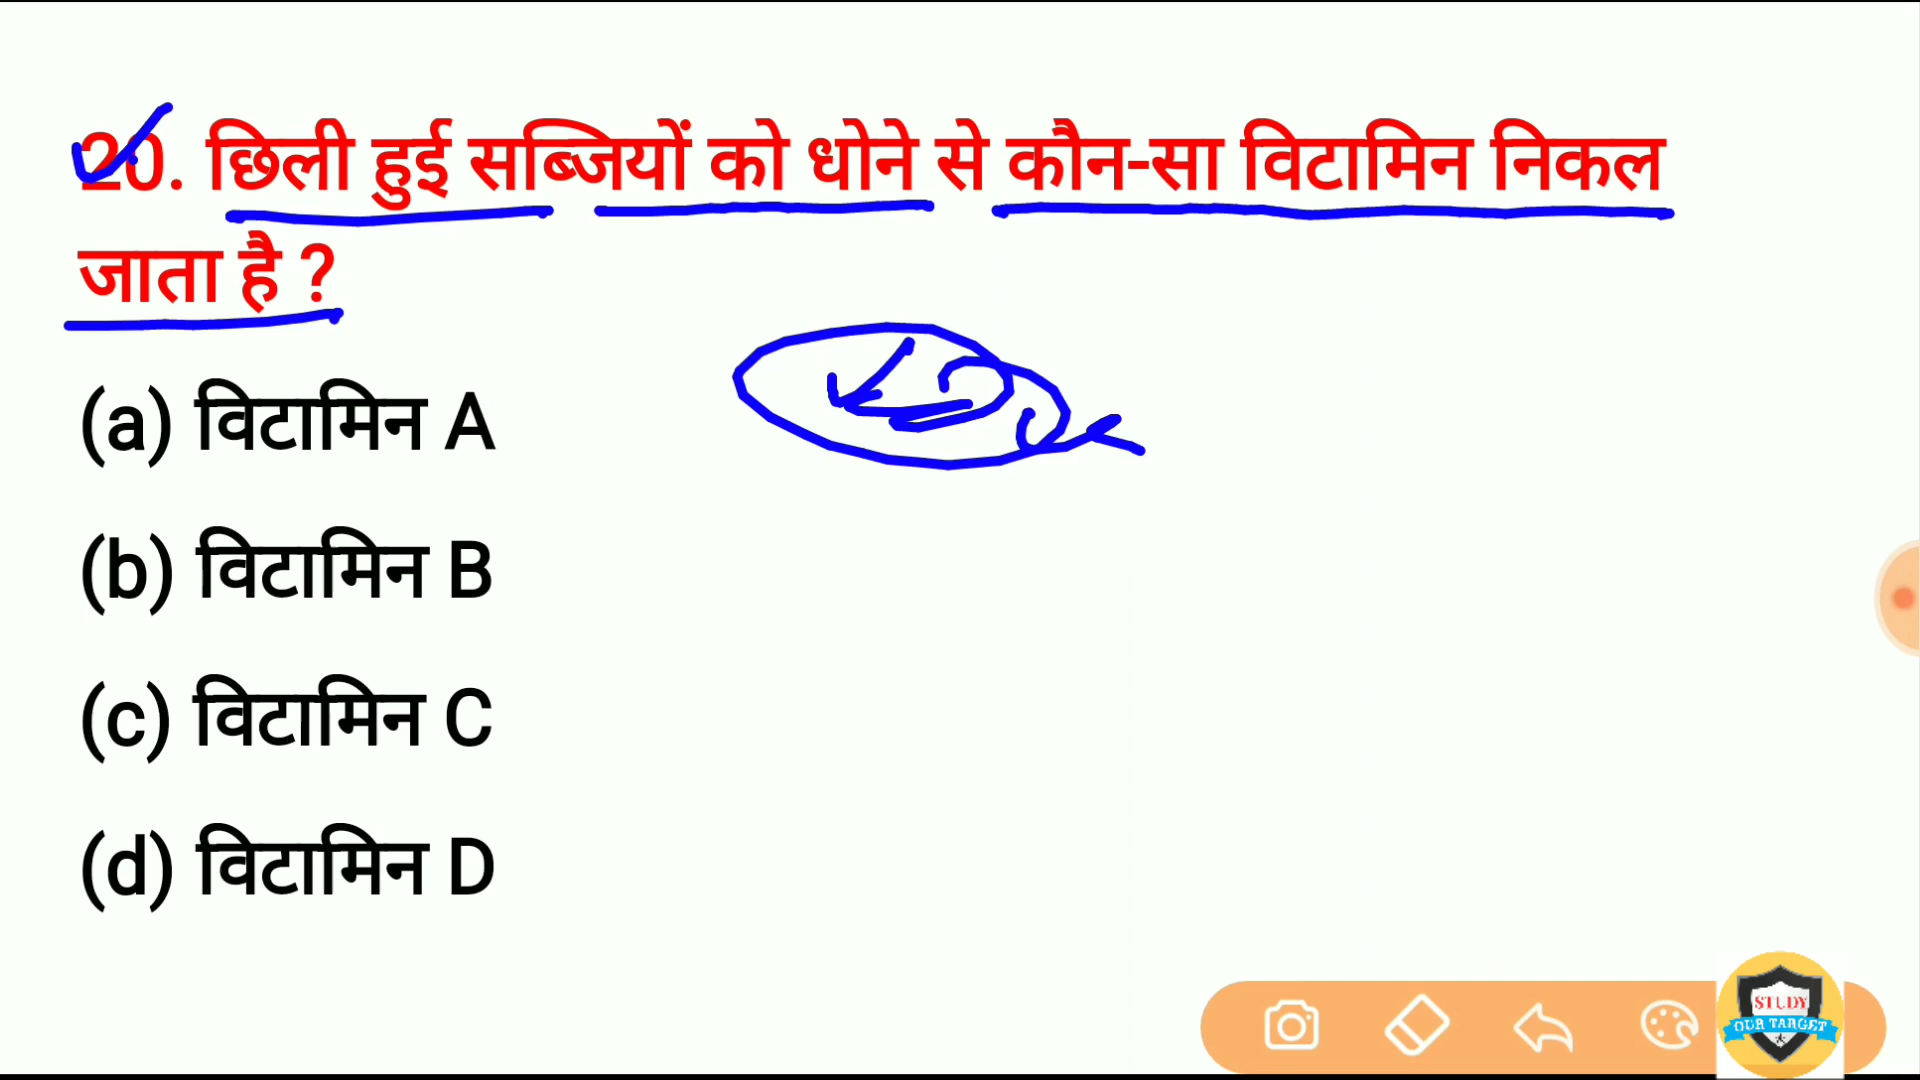 20. छिली हुई सब्जियों को धोने से कौन-सा विटामिन निकल
जाता है ?
(a) विटामिन A
(b) विटामिन B
(c) विटामिन C
(d) विटामिन D
STUDY
OUR TARGET